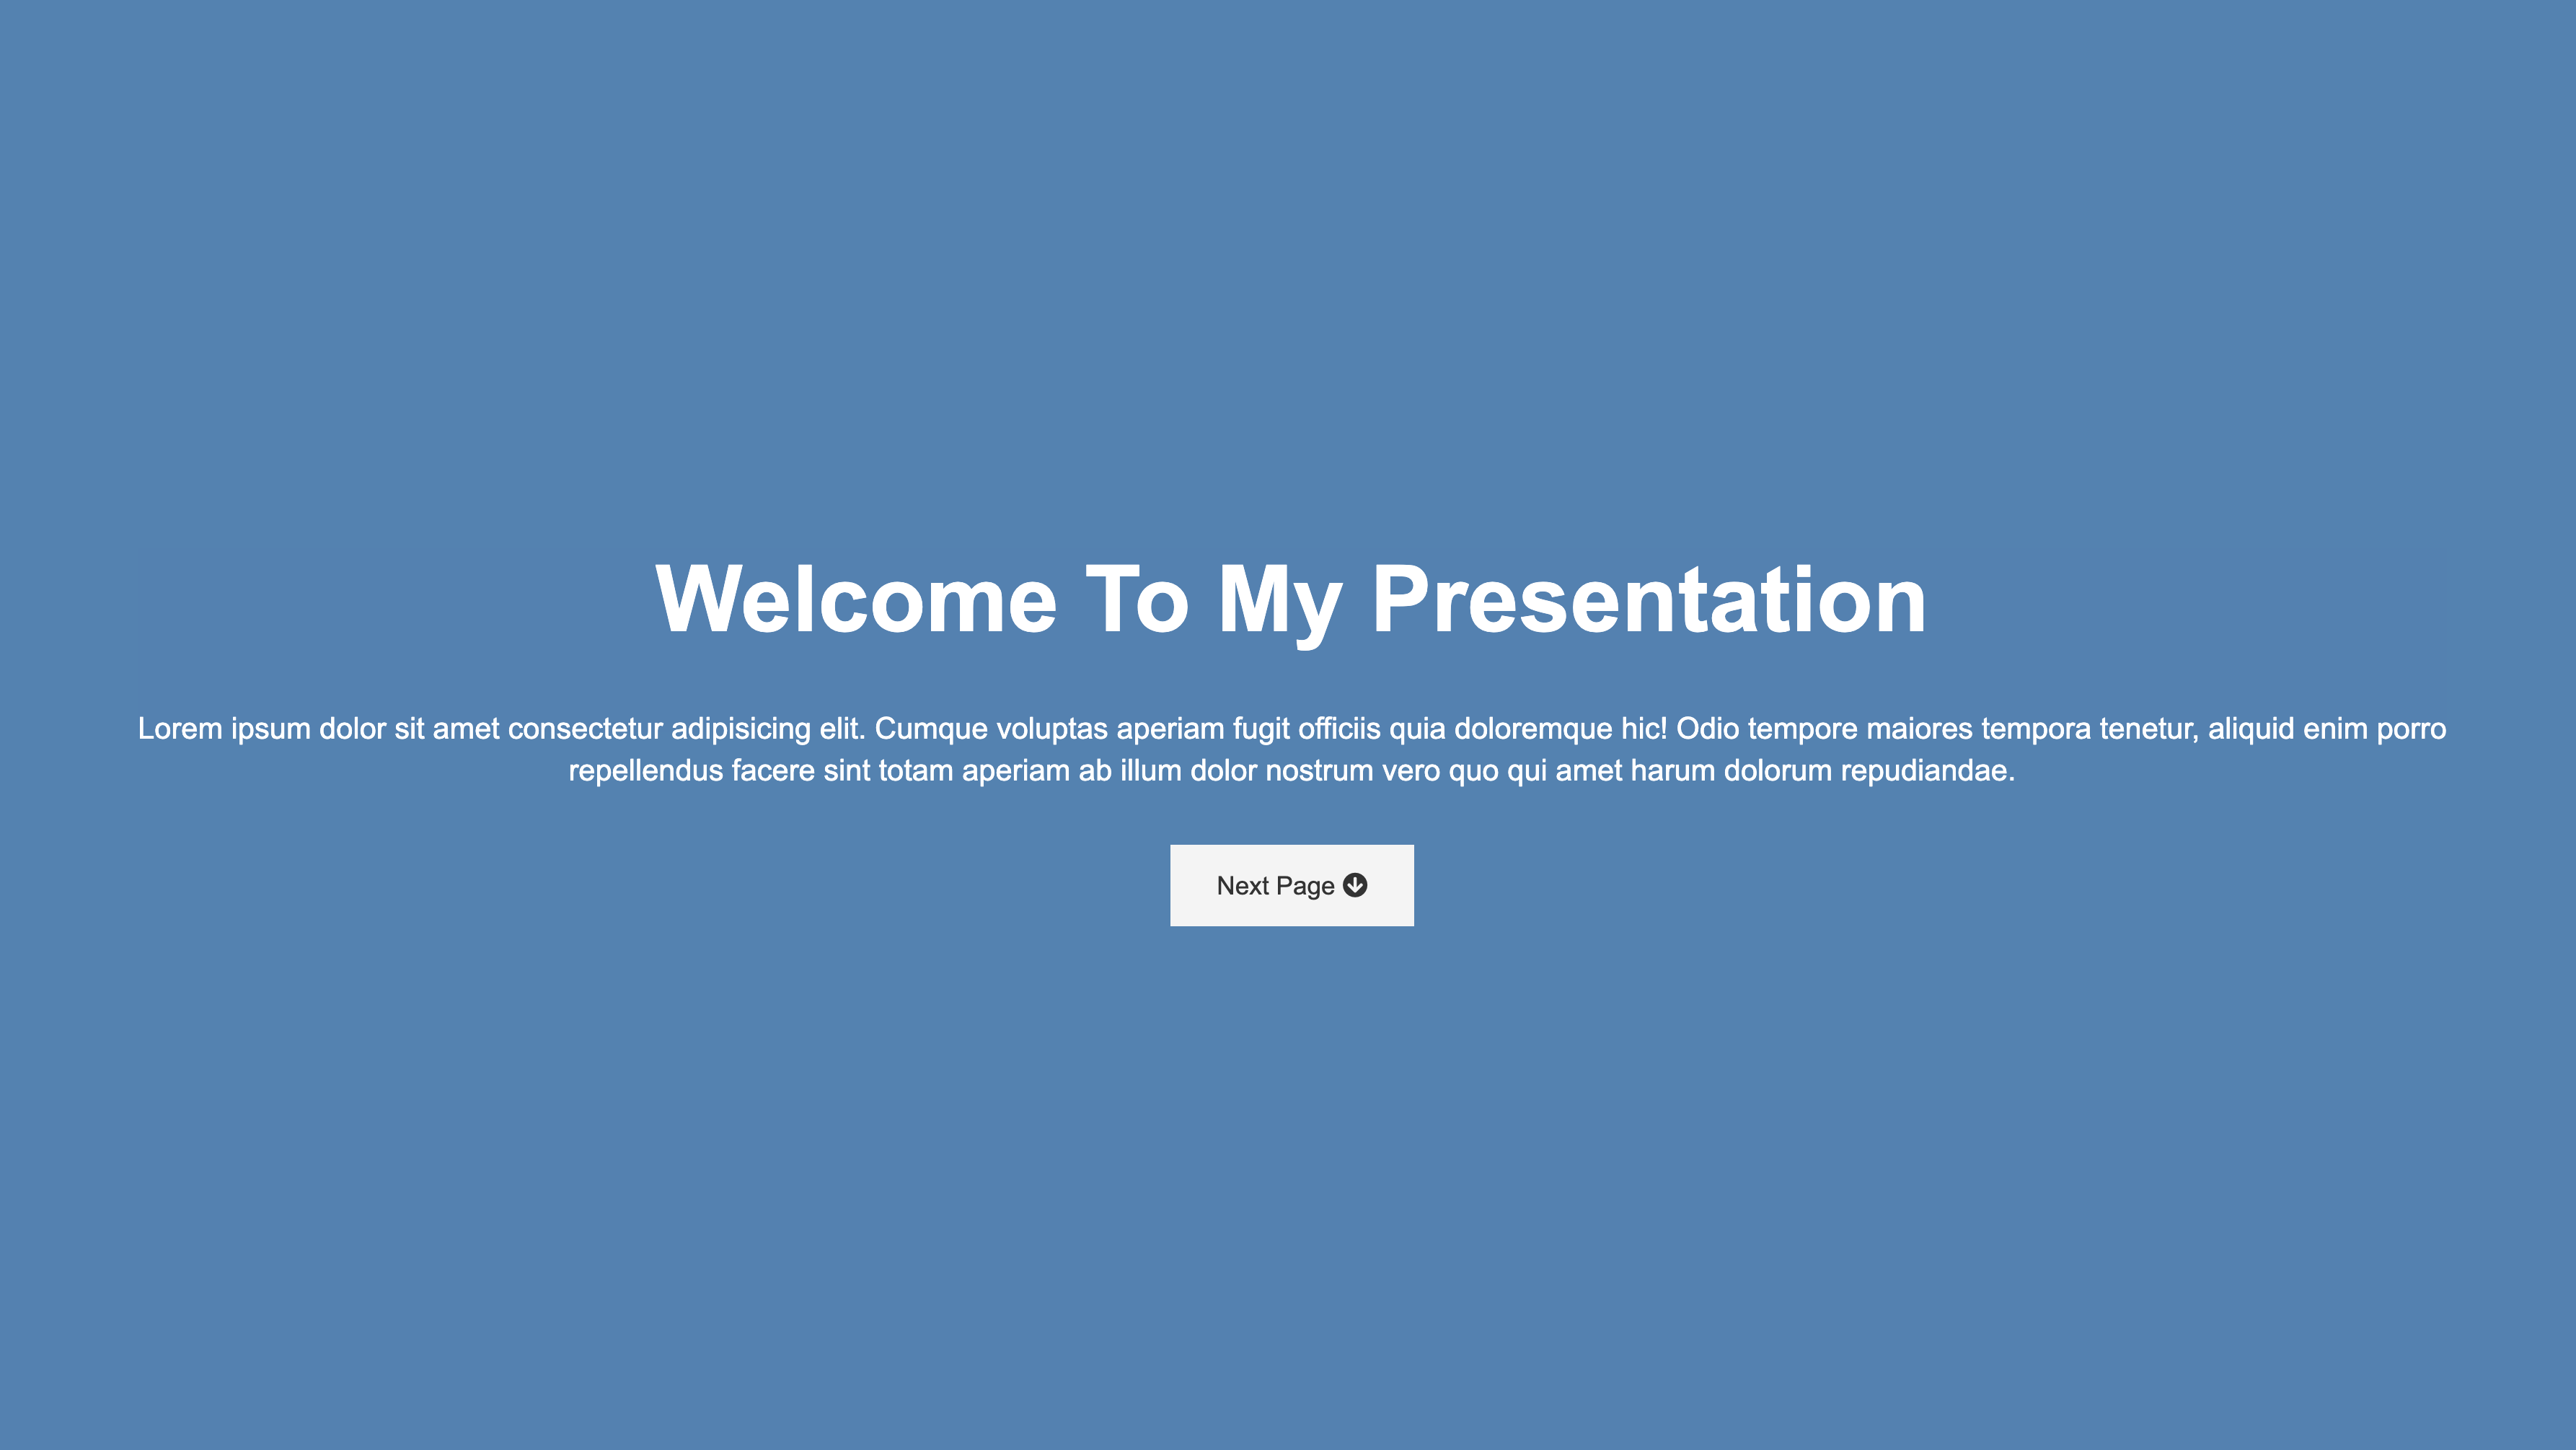 Welcome To My Presentation
Lorem ipsum dolor sit amet consectetur adipisicing elit. Cumque voluptas aperiam fugit officiis quia doloremque hic! Odio tempore maiores tempora tenetur, aliquid enim porro
repellendus facere sint totam aperiam ab illum dolor nostrum vero quo qui amet harum dolorum repudiandae.
Next Page